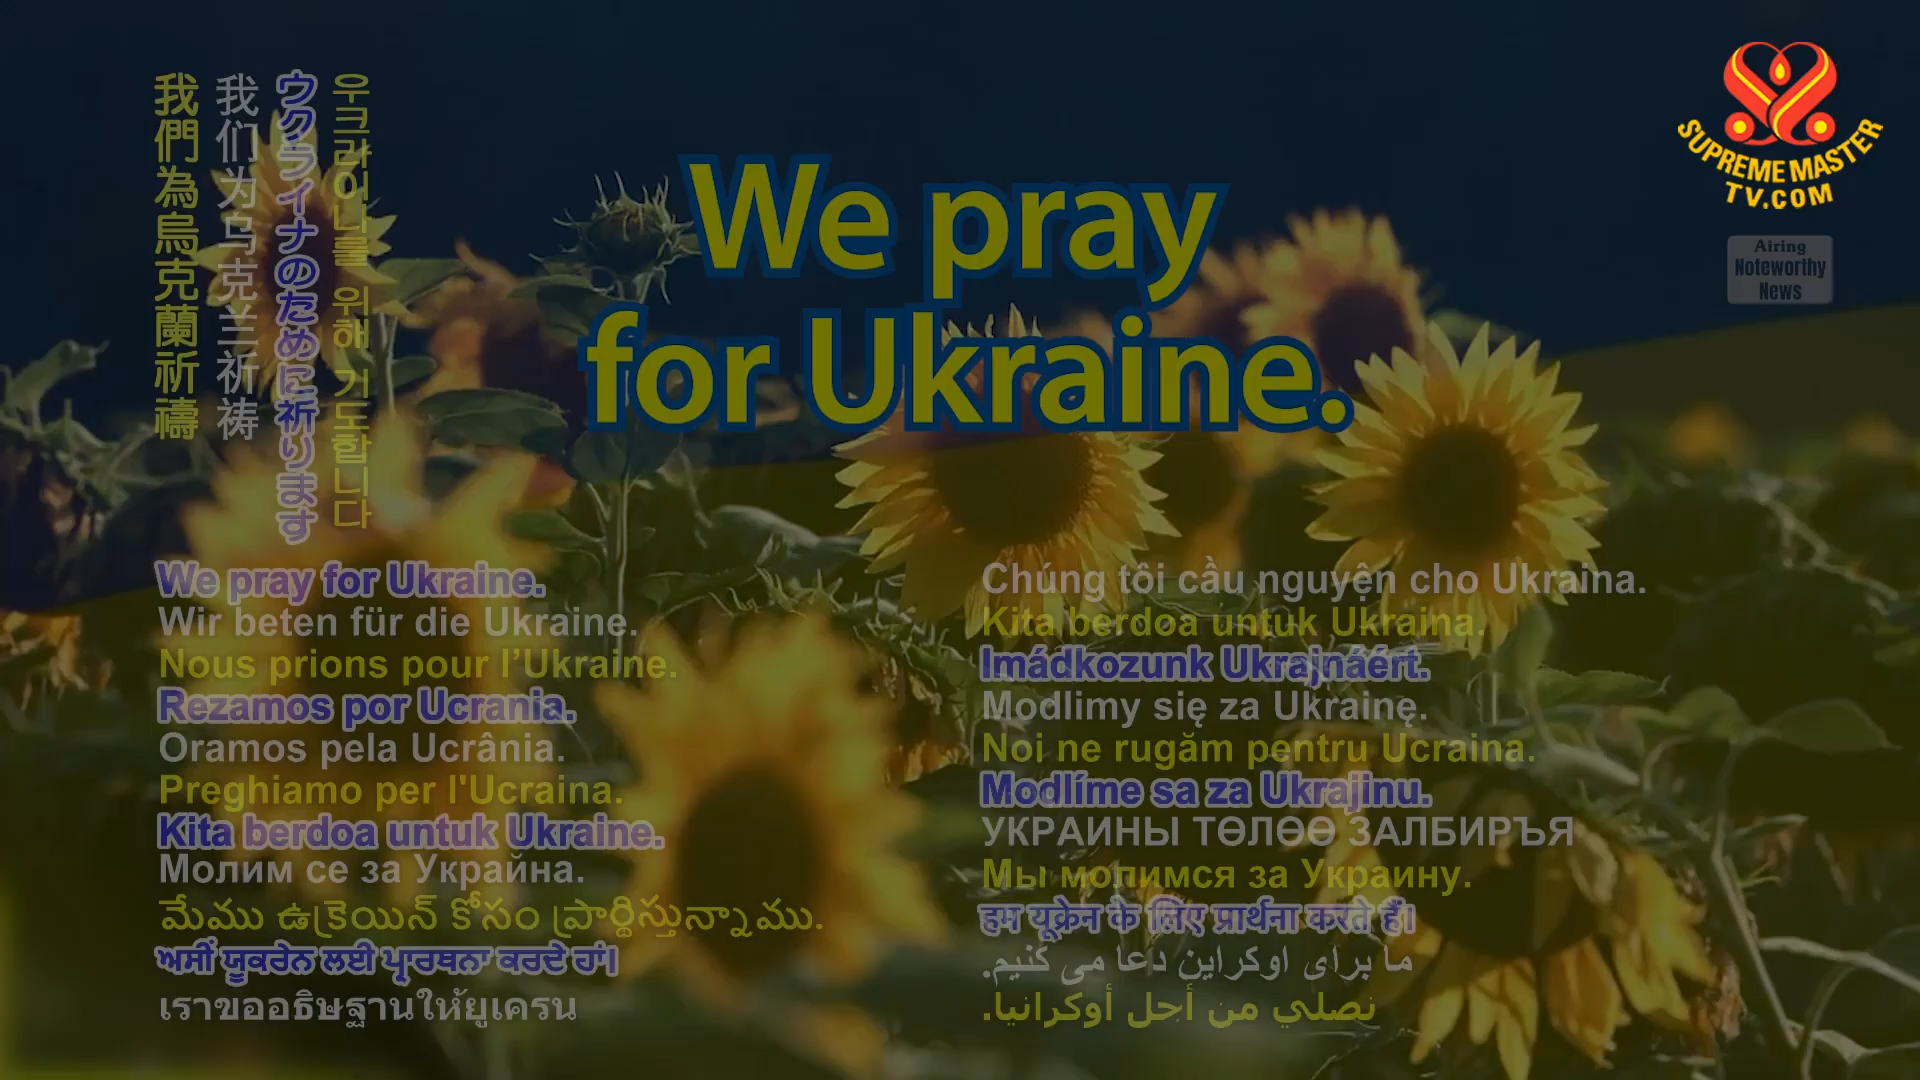 我們為烏克蘭祈禱
我们为乌克兰祈祷
ウクライナのために祈ります
우크라이나를 위해 기도합니다
We pray
for Ukraine.
SUPREME MASTER
TV.COM
Airing
Noteworthy
News
We pray for Ukraine.
Wir beten für die Ukraine.
Nous prions pour l’Ukraine.
Rezamos por Ucrania.
Oramos pela Ucrânia.
Preghiamo per l'Ucraina.
Kita berdoa untuk Ukraine.
Молим се за Украйна.
మేము ఉక్రెయిన్ కోసం ప్రార్థిస్తున్నాము.
ਅਸੀਂ ਯੂਕਰੇਨ ਲਈ ਪ੍ਰਾਰਥਨਾ ਕਰਦੇ ਹਾਂ।
เราขออธิษฐานให้ยูเครน
Chúng tôi cầu nguyện cho Ukraina.
Kita berdoa untuk Ukraina.
Imádkozunk Ukrajnáért.
Modlimy się za Ukrainę.
Noi ne rugăm pentru Ucraina.
Modlíme sa za Ukrajinu.
УКРАИНЫ ТӨЛӨӨ ЗАЛБИРЪЯ
Мы молимся за Украину.
हम यूक्रेन के लिए प्रार्थना करते हैं।
ما برای اوکراین دعا می کنیم.
نصلي من أجل أوكرانيا.